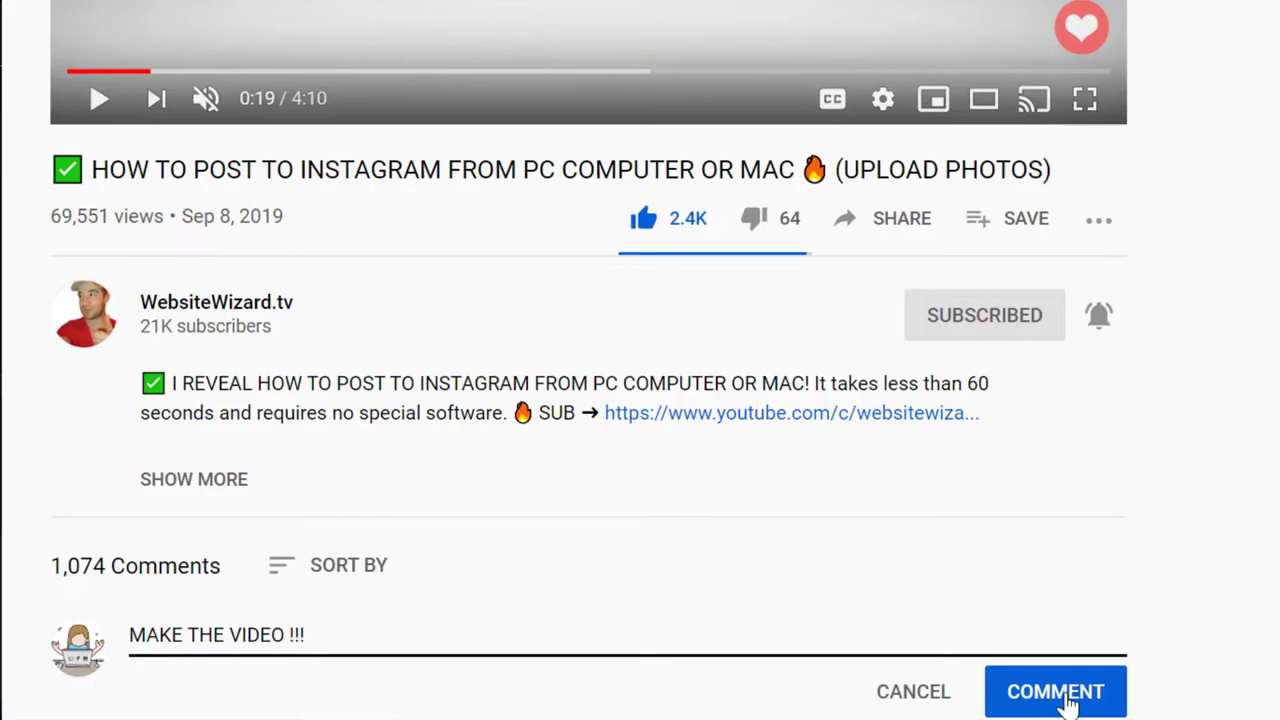 0:19 / 4:10
CC
✅ HOW TO POST TO INSTAGRAM FROM PC COMPUTER OR MAC 🔥 (UPLOAD PHOTOS)
69,551 views • Sep 8, 2019
2.4K
64
SHARE
SAVE
WebsiteWizard.tv
21K subscribers
SUBSCRIBED
✅ I REVEAL HOW TO POST TO INSTAGRAM FROM PC COMPUTER OR MAC! It takes less than 60
seconds and requires no special software. 🔥 SUB ➞ https://www.youtube.com/c/websitewiza...
SHOW MORE
1,074 Comments
SORT BY
MAKE THE VIDEO !!!
CANCEL
COMMENT